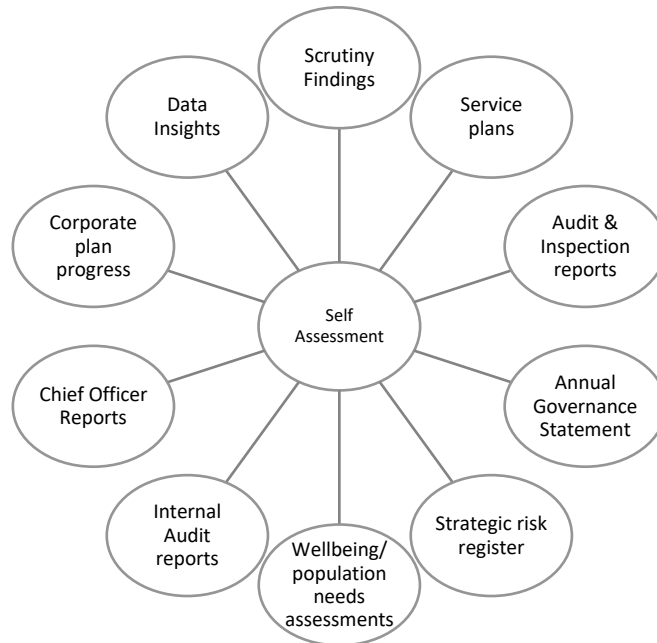 Scrutiny
Findings
Service
plans
Audit &
Inspection
reports
Annual
Governance
Statement
Strategic risk
register
Wellbeing/
population
needs
assessments
Internal
Audit
reports
Chief Officer
Reports
Corporate
plan
progress
Data
Insights
Self
Assessment